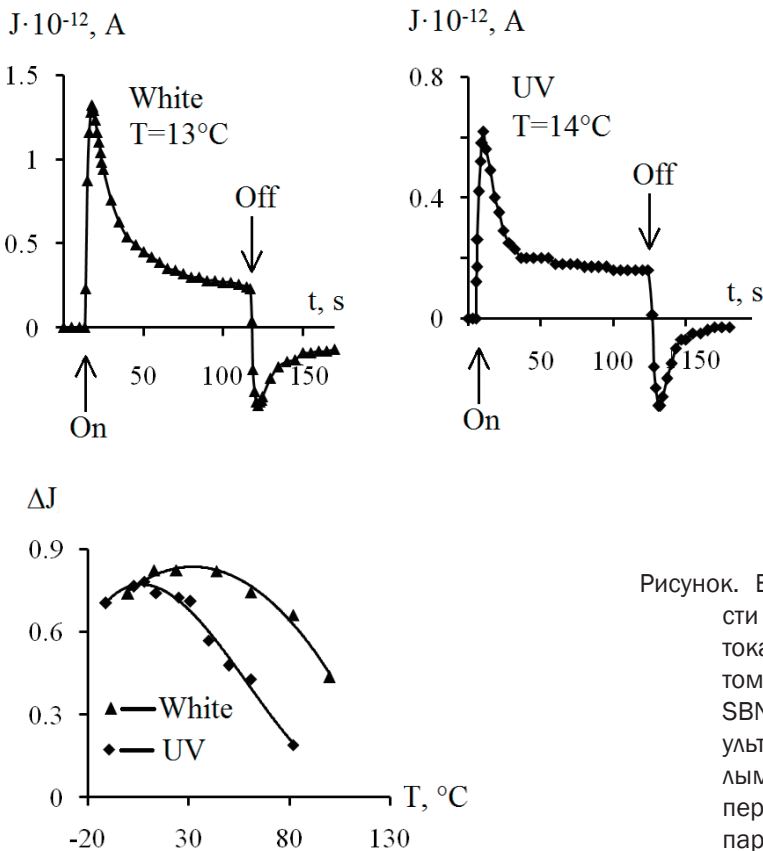 J·10⁻¹², A
1.5
White
T=13°C
1
Off
0.5
t, s
0
50
100
150
On
J·10⁻¹², A
0.8
UV
T=14°C
Off
0.4
t, s
0
50
100
150
On
ΔJ
0.9
0.6
White
0.3
UV
0
T, °C
-20
30
80
130
Рисунок. В
сти
тока
том
SBN
ульт
лым
пер
пар